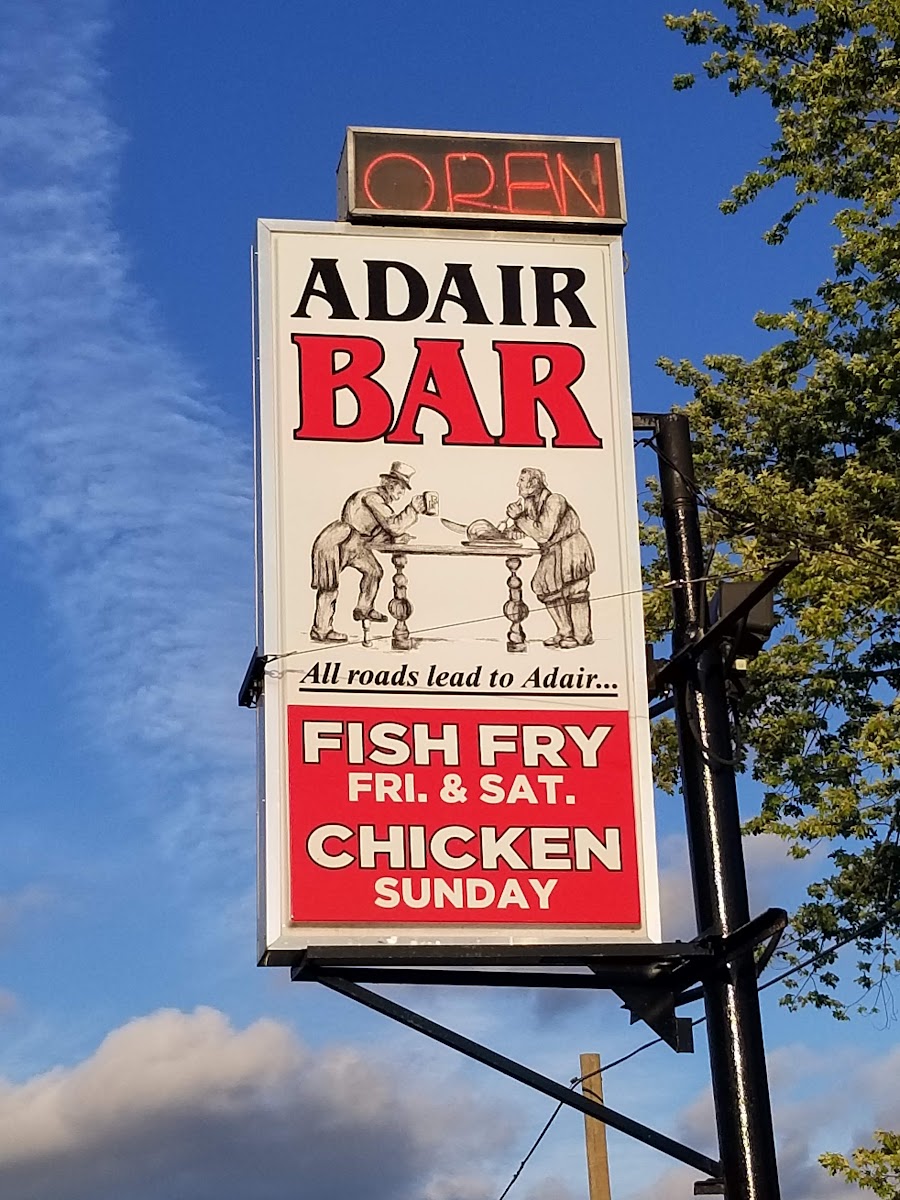 OPEN
ADAIR
BAR
All roads lead to Adair...
FISH FRY
FRI. & SAT.
CHICKEN
SUNDAY